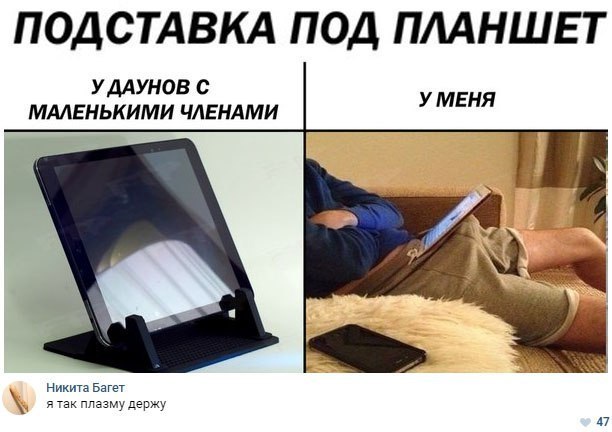 ПОДСТАВКА ПОД ПЛАНШЕТ
У ДАУНОВ С
МАЛЕНЬКИМИ ЧЛЕНАМИ
У МЕНЯ
Никита Багет
я так плазму держу
47